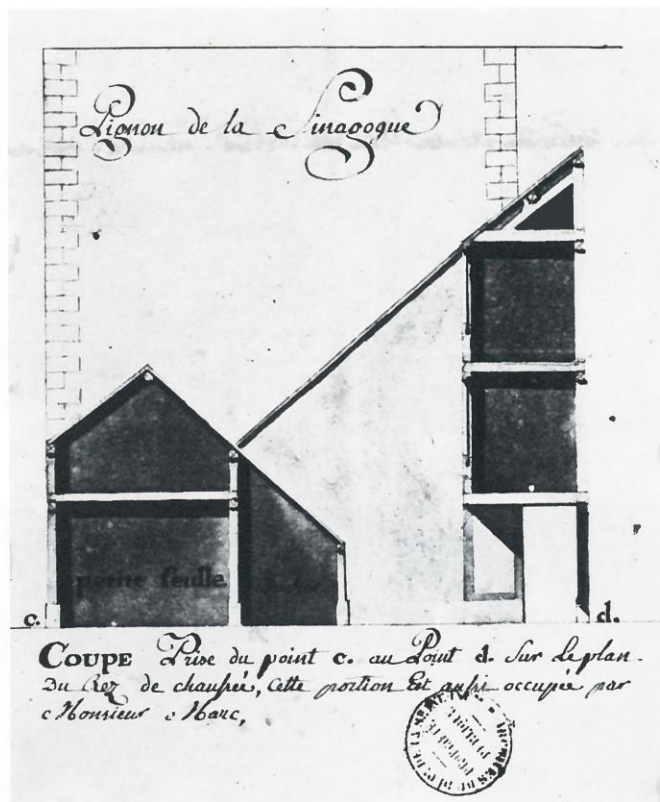 Pignon de la Sinagogue
petite feulle
c. d.
COUPE Prise du point c. au Point d. Sur Le plan
Du Rez de chaussée, Cette portion Est aussi occupée par
Monsieur Marc,